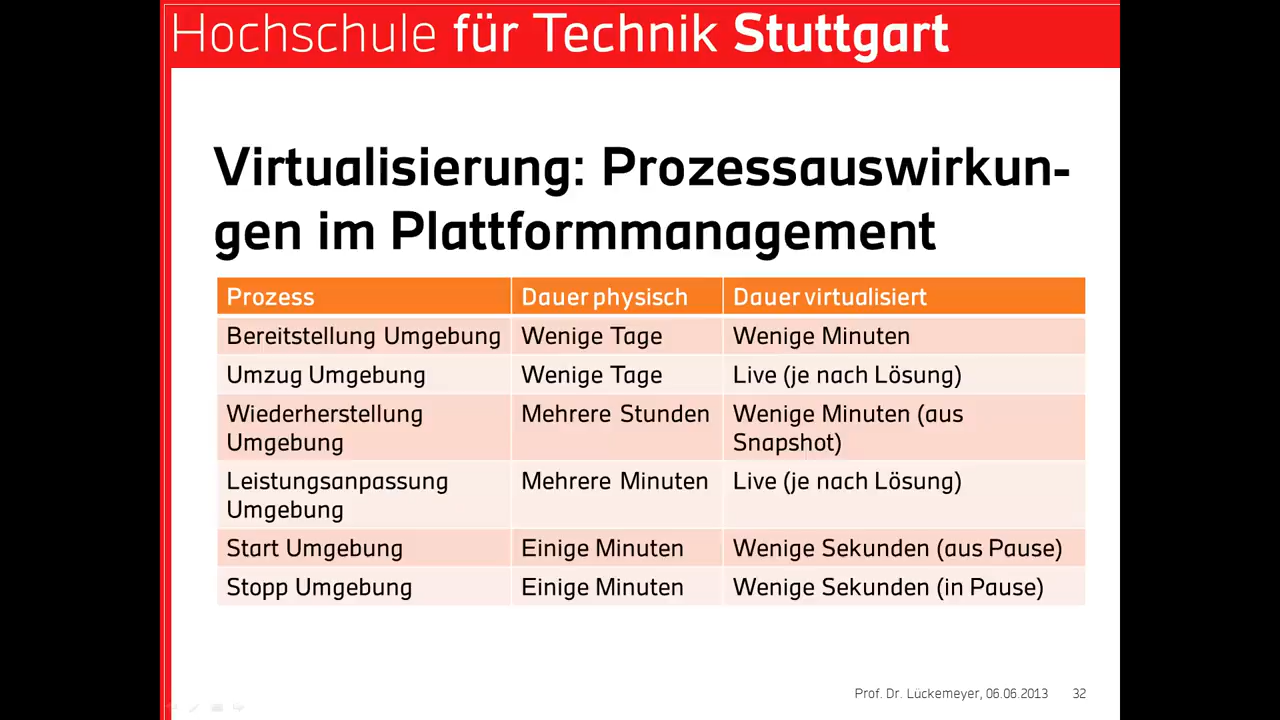 Hochschule für Technik Stuttgart
Virtualisierung: Prozessauswirkun-
gen im Plattformmanagement
Prozess Dauer physisch Dauer virtualisiert
Bereitstellung Umgebung Wenige Tage Wenige Minuten
Umzug Umgebung Wenige Tage Live (je nach Lösung)
Wiederherstellung Mehrere Stunden Wenige Minuten (aus
Umgebung Snapshot)
Leistungsanpassung Mehrere Minuten Live (je nach Lösung)
Umgebung
Start Umgebung Einige Minuten Wenige Sekunden (aus Pause)
Stopp Umgebung Einige Minuten Wenige Sekunden (in Pause)
Prof. Dr. Lückemeyer, 06.06.2013 32